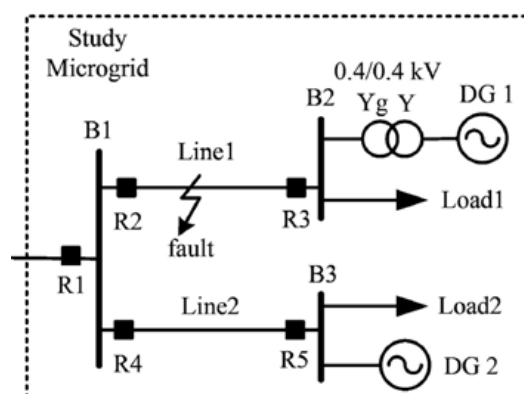 Study
Microgrid
0.4/0.4 kV
B2
Yg Y
DG 1
B1
Line1
R2
R3
Load1
fault
R1
B3
Line2
Load2
R4
R5
DG 2